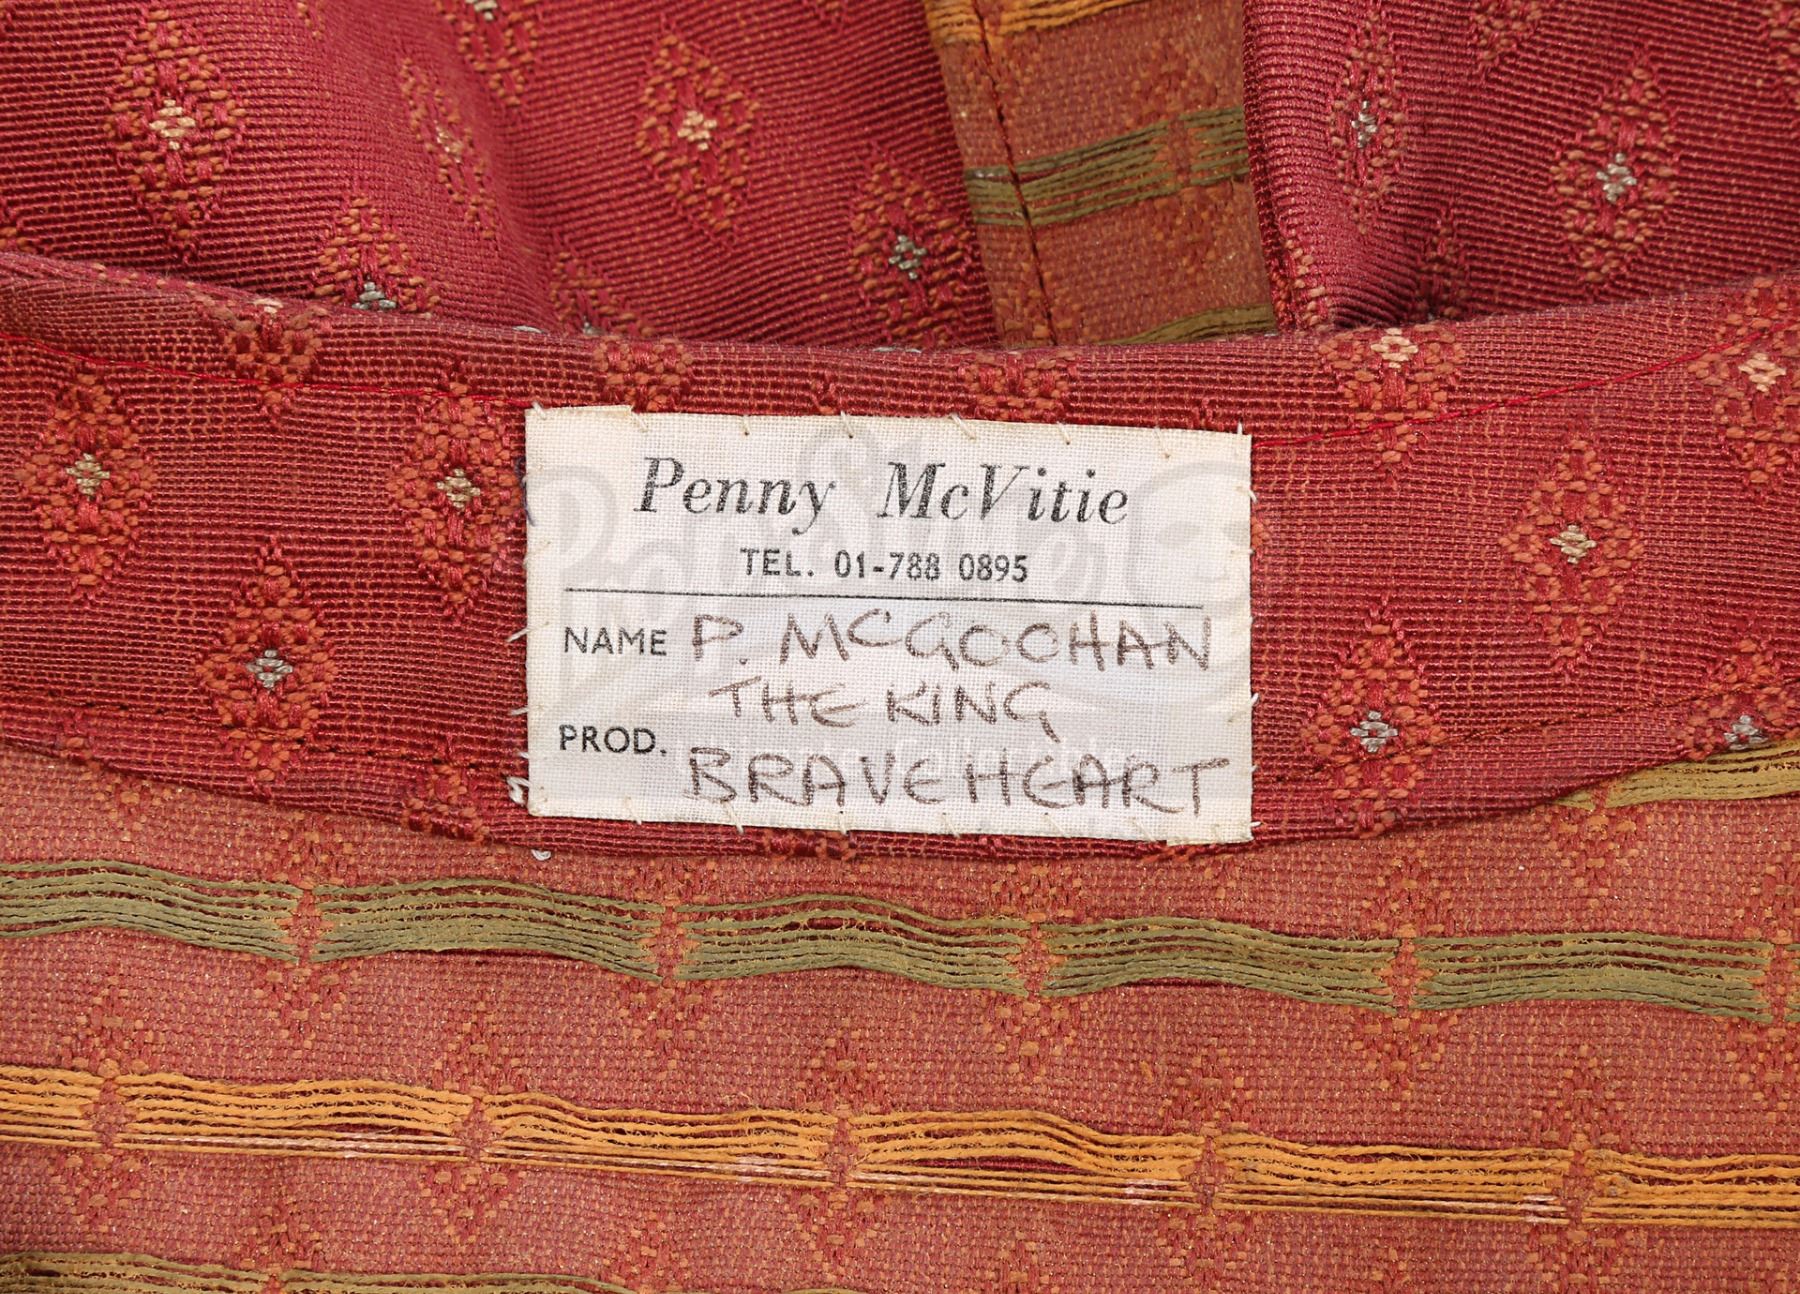 Penny McVitie
TEL. 01-788 0895
NAME P. MCGOOHAN
THE KING
PROD. BRAVEHEART